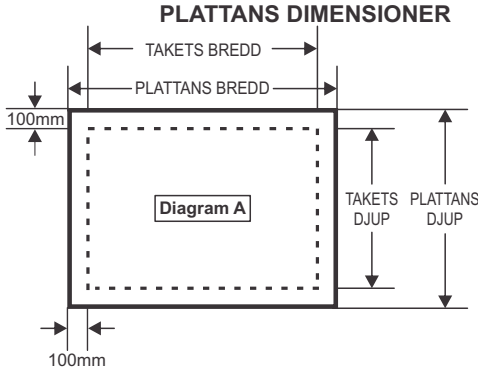 PLATTANS DIMENSIONER
TAKETS BREDD
PLATTANS BREDD
100mm
Diagram A
TAKETS
DJUP
PLATTANS
DJUP
100mm